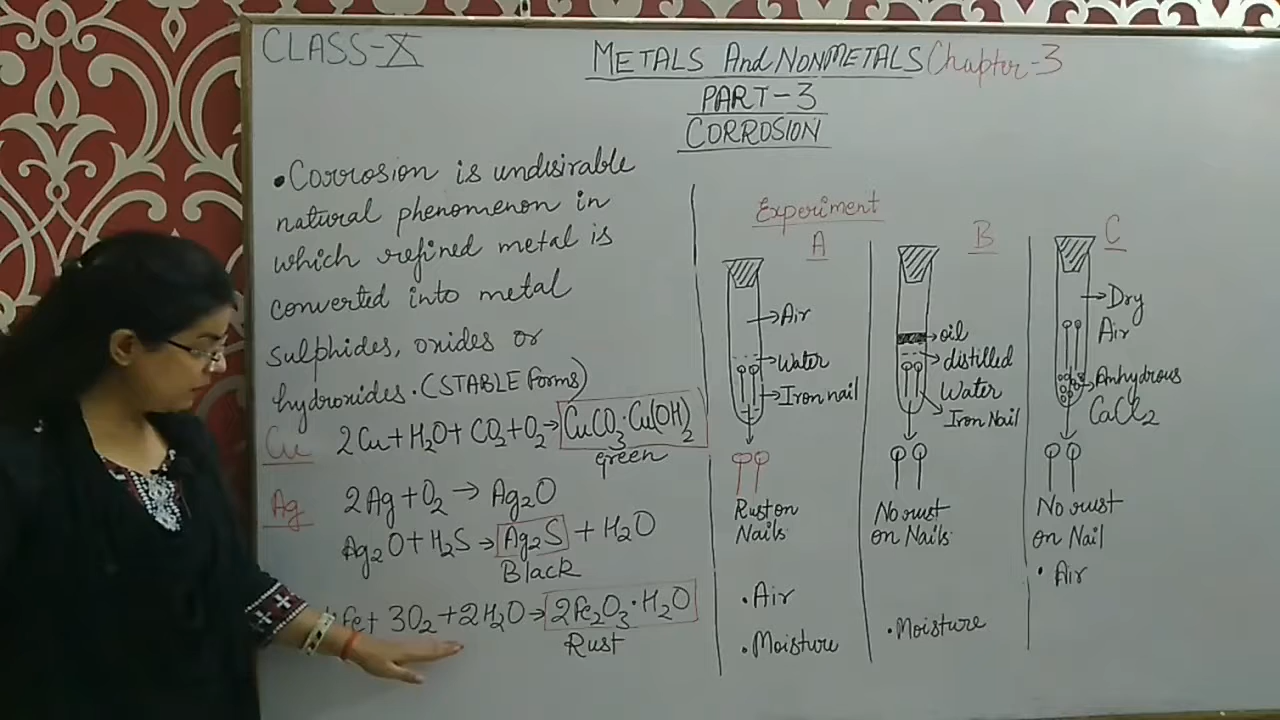 CLASS-X
METALS And NONMETALS Chapter-3
PART-3
CORROSION
• Corrosion is undisirable
natural phenomenon in
which refined metal is
converted into metal
sulphides, oxides or
hydroxides. (STABLE forms)
Cu 2Cu+H₂O+CO₂+O₂→CuCO₃·Cu(OH)₂
green
Ag 2Ag+O₂→Ag₂O
Ag₂O+H₂S→Ag₂S+H₂O
Black
Fe+ 3O₂+2H₂O→2Fe₂O₃·H₂O
Rust
Experiment
A
Air
Water
Iron nail
Rust on
Nails
• Air
• Moisture
B
oil
distilled
Water
Iron Nail
No rust
on Nails
• Moisture
C
Dry
Air
Anhydrous
CaCl₂
No rust
on Nail
• Air